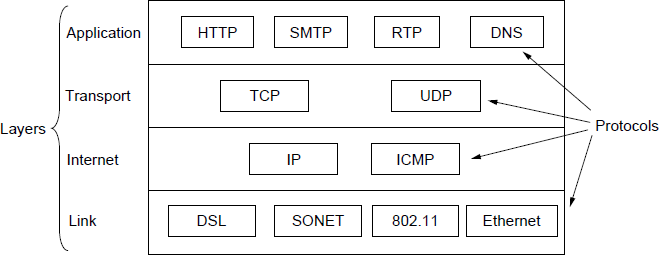 Application HTTP SMTP RTP DNS
Transport TCP UDP
Layers Protocols
Internet IP ICMP
Link DSL SONET 802.11 Ethernet